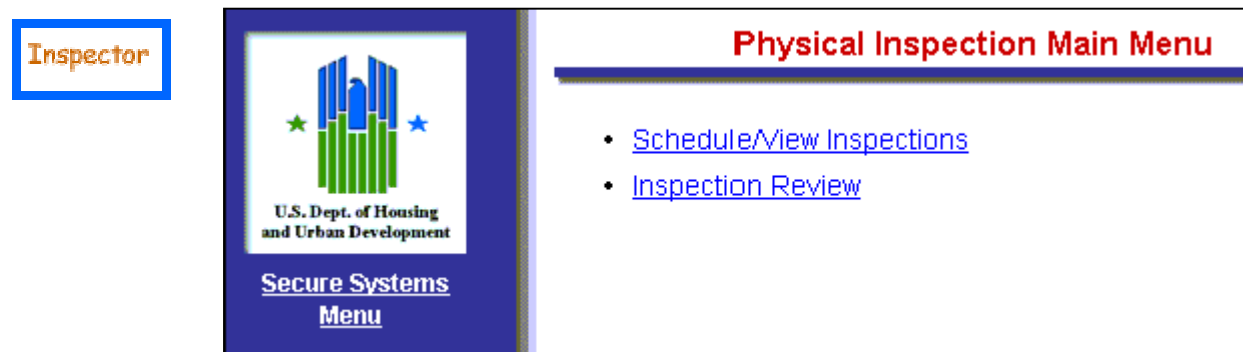 Inspector
Physical Inspection Main Menu
• Schedule/View Inspections
• Inspection Review
U.S. Dept. of Housing
and Urban Development
Secure Systems
Menu